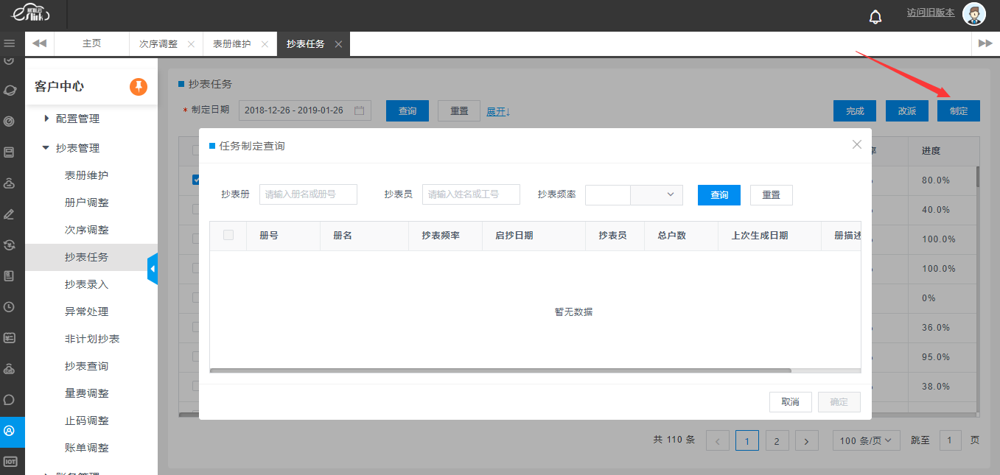 访问旧版本
主页 次序调整 表册维护 抄表任务
客户中心
配置管理
抄表管理
表册维护
册户调整
次序调整
抄表任务
抄表录入
异常处理
非计划抄表
抄表查询
量费调整
止码调整
账单调整
抄表任务
* 制定日期 2018-12-26 - 2019-01-26 查询 重置 展开↓ 完成 改派 制定
进度
80.0%
40.0%
100.0%
100.0%
0%
36.0%
95.0%
38.0%
任务制定查询
抄表册 请输入册名或册号 抄表员 请输入姓名或工号 抄表频率 查询 重置
册号 册名 抄表频率 启抄日期 抄表员 总户数 上次生成日期 册描述
暂无数据
取消 确定
共 110 条 1 2 100 条/页 跳至 1 页
IOT